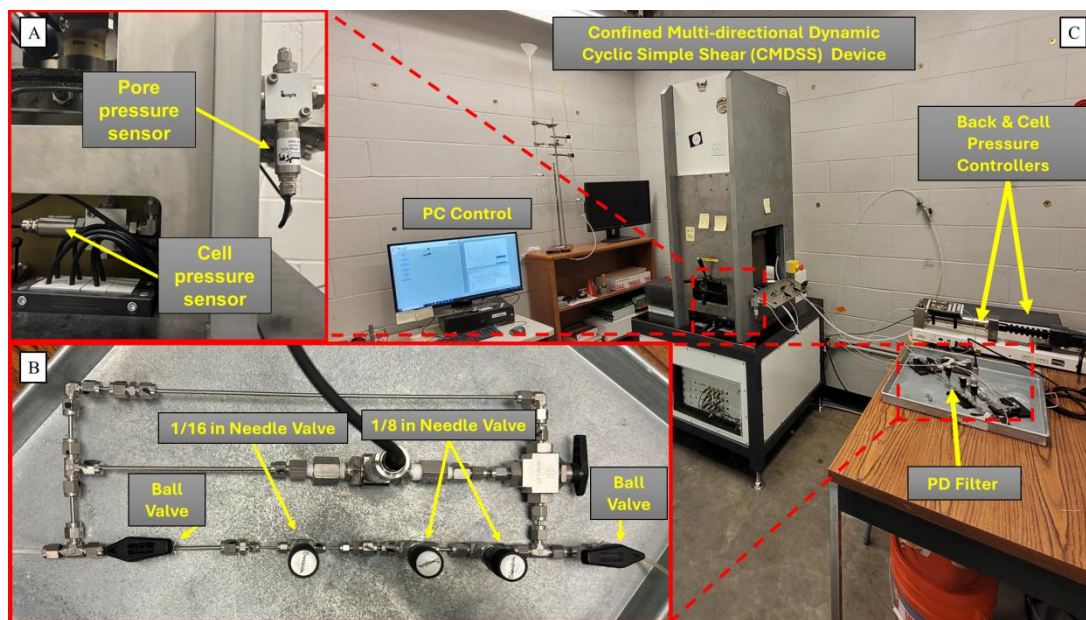 A
Pore
pressure
sensor
Cell
pressure
sensor
Confined Multi-directional Dynamic
Cyclic Simple Shear (CMDSS) Device
C
Back & Cell
Pressure
Controllers
PC Control
PD Filter
B
1/16 in Needle Valve
1/8 in Needle Valve
Ball
Valve
Ball
Valve